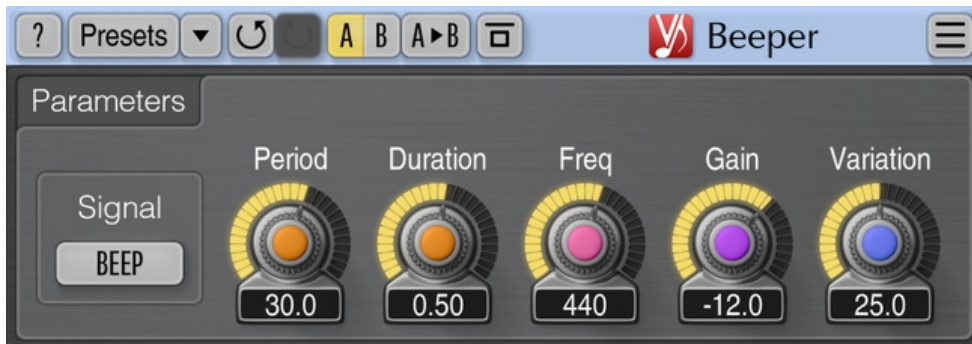 ? Presets A B A▸B Beeper
Parameters
Period Duration Freq Gain Variation
Signal
BEEP
30.0 0.50 440 -12.0 25.0